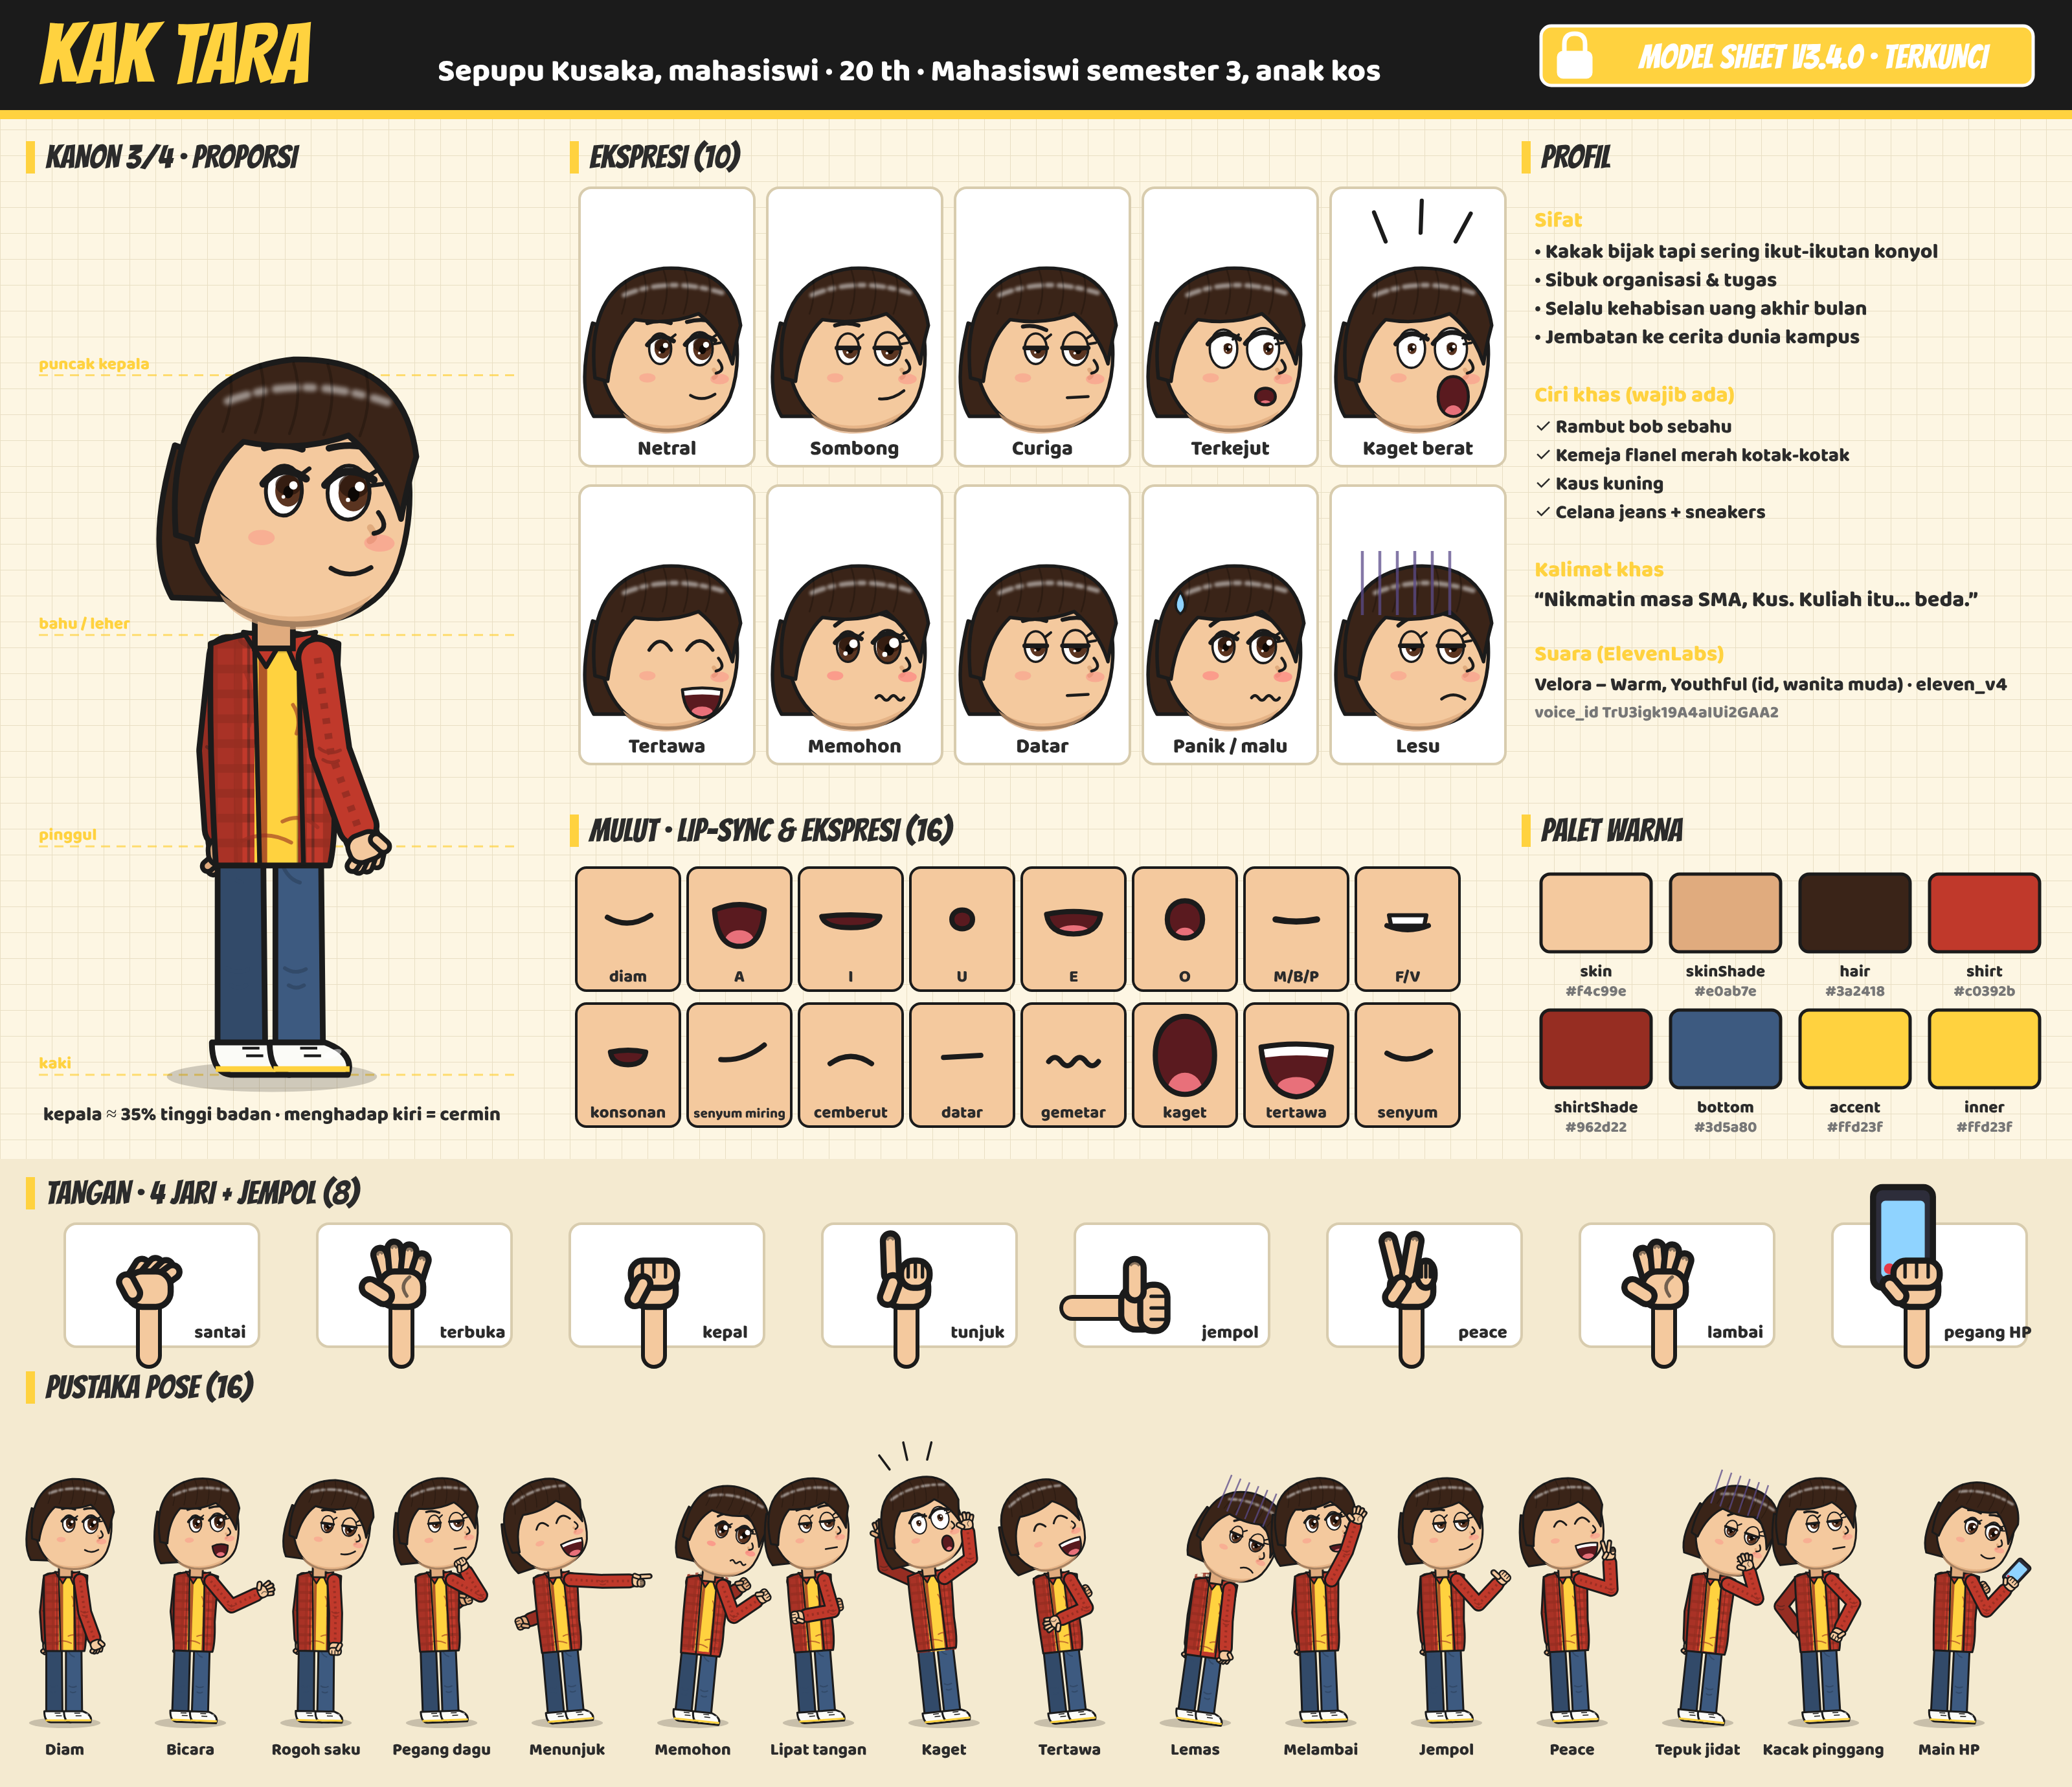 KAK TARA
Sepupu Kusaka, mahasiswi · 20 th · Mahasiswi semester 3, anak kos
MODEL SHEET V3.4.0 · TERKUNCI
KANON 3/4 · PROPORSI
puncak kepala
bahu / leher
pinggul
kaki
kepala ≈ 35% tinggi badan · menghadap kiri = cermin
EKSPRESI (10)
Netral
Sombong
Curiga
Terkejut
Kaget berat
Tertawa
Memohon
Datar
Panik / malu
Lesu
MULUT · LIP-SYNC & EKSPRESI (16)
diam
A
I
U
E
O
M/B/P
F/V
konsonan
senyum miring
cemberut
datar
gemetar
kaget
tertawa
senyum
PROFIL
Sifat
• Kakak bijak tapi sering ikut-ikutan konyol
• Sibuk organisasi & tugas
• Selalu kehabisan uang akhir bulan
• Jembatan ke cerita dunia kampus
Ciri khas (wajib ada)
✓ Rambut bob sebahu
✓ Kemeja flanel merah kotak-kotak
✓ Kaus kuning
✓ Celana jeans + sneakers
Kalimat khas
“Nikmatin masa SMA, Kus. Kuliah itu... beda.”
Suara (ElevenLabs)
Velora – Warm, Youthful (id, wanita muda) · eleven_v4
voice_id TrU3igk19A4aIUi2GAA2
PALET WARNA
skin
#f4c99e
skinShade
#e0ab7e
hair
#3a2418
shirt
#c0392b
shirtShade
#962d22
bottom
#3d5a80
accent
#ffd23f
inner
#ffd23f
TANGAN · 4 JARI + JEMPOL (8)
santai
terbuka
kepal
tunjuk
jempol
peace
lambai
pegang HP
PUSTAKA POSE (16)
Diam
Bicara
Rogoh saku
Pegang dagu
Menunjuk
Memohon
Lipat tangan
Kaget
Tertawa
Lemas
Melambai
Jempol
Peace
Tepuk jidat
Kacak pinggang
Main HP